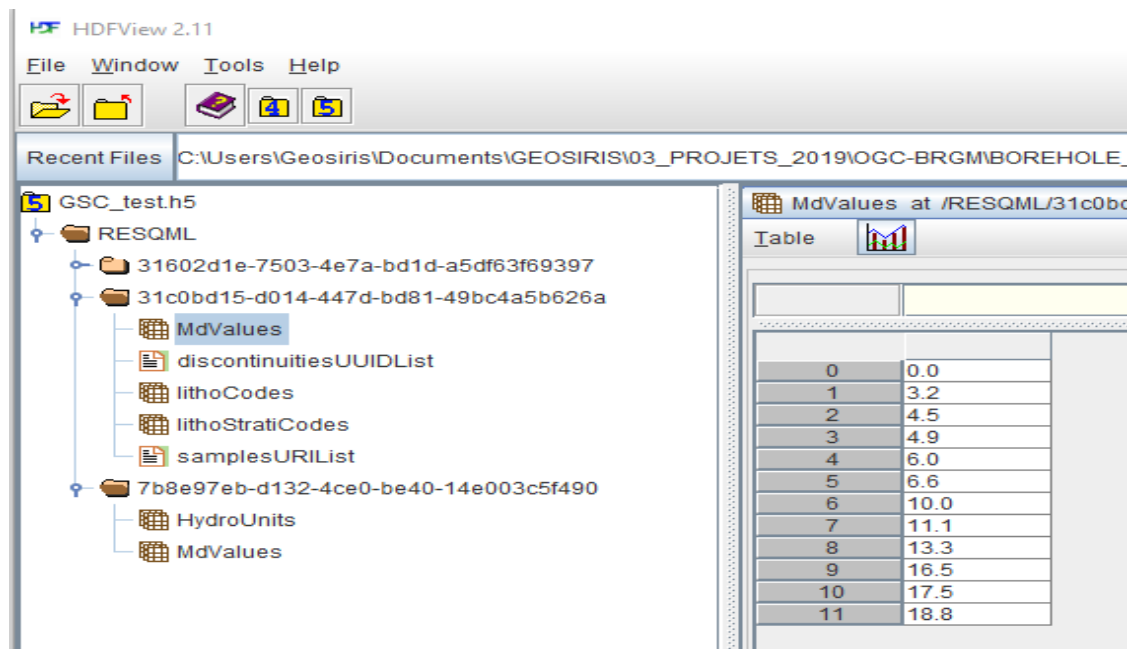 HDFView 2.11
File Window Tools Help
4 5
Recent Files C:\Users\Geosiris\Documents\GEOSIRIS\03_PROJETS_2019\OGC-BRGM\BOREHOLE_
5 GSC_test.h5
RESQML
31602d1e-7503-4e7a-bd1d-a5df63f69397
31c0bd15-d014-447d-bd81-49bc4a5b626a
MdValues
discontinuitiesUUIDList
lithoCodes
lithoStratiCodes
samplesURIList
7b8e97eb-d132-4ce0-be40-14e003c5f490
HydroUnits
MdValues
MdValues at /RESQML/31c0bd
Table
0 0.0
1 3.2
2 4.5
3 4.9
4 6.0
5 6.6
6 10.0
7 11.1
8 13.3
9 16.5
10 17.5
11 18.8